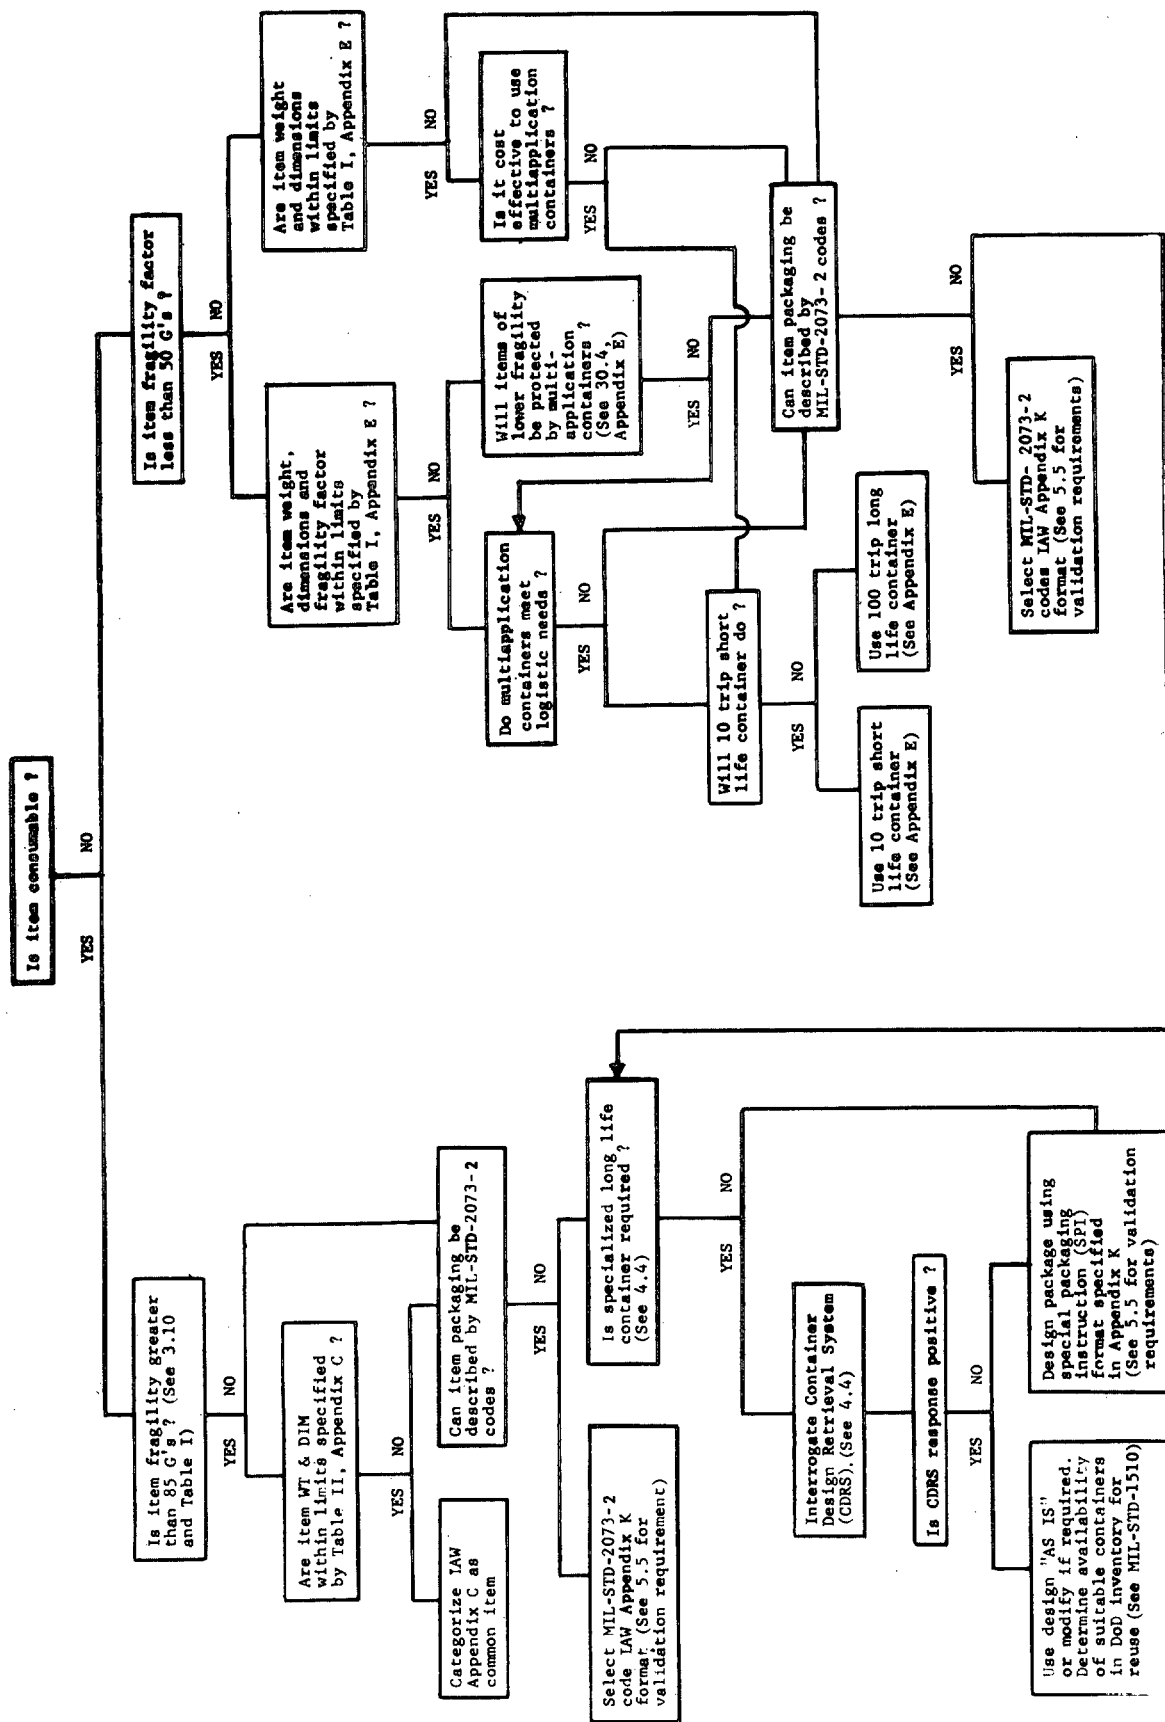 Is item consumable ?
YES
NO
Is item fragility greater
than 85 G's ? (See 3.10
and Table I)
YES
NO
Are item WT & DIM
within limits specified
by Table II, Appendix C ?
YES
NO
Categorize IAW
Appendix C as
common item
Can item packaging be
described by MIL-STD-2073-2
codes ?
YES
NO
Select MIL-STD-2073-2
code IAW Appendix K
format (See 5.5 for
validation requirement)
Is specialized long life
container required ?
(See 4.4)
YES
NO
Interrogate Container
Design Retrieval System
(CDRS).(See 4.4)
Is CDRS response positive ?
YES
NO
Use design "AS IS"
or modify if required.
Determine availability
of suitable containers
in DoD inventory for
reuse (See MIL-STD-1510)
Design package using
special packaging
instruction (SPI)
format specified
in Appendix K
(See 5.5 for validation
requirements)
Is item fragility factor
less than 50 G's ?
YES
NO
Are item weight,
dimensions and
fragility factor
within limits
specified by
Table I, Appendix E ?
YES
NO
Are item weight
and dimensions
within limits
specified by
Table I, Appendix E ?
YES
NO
Do multiapplication
containers meet
logistic needs ?
YES
NO
Will items of
lower fragility
be protected
by multi-
application
containers ?
(See 30.4,
Appendix E)
YES
NO
Is it cost
effective to use
multiapplication
containers ?
YES
NO
Will 10 trip short
life container do ?
YES
NO
Can item packaging be
described by
MIL-STD-2073-2 codes ?
YES
NO
Use 10 trip short
life container
(See Appendix E)
Use 100 trip long
life container
(See Appendix E)
Select MIL-STD- 2073-2
codes IAW Appendix K
format (See 5.5 for
validation requirements)